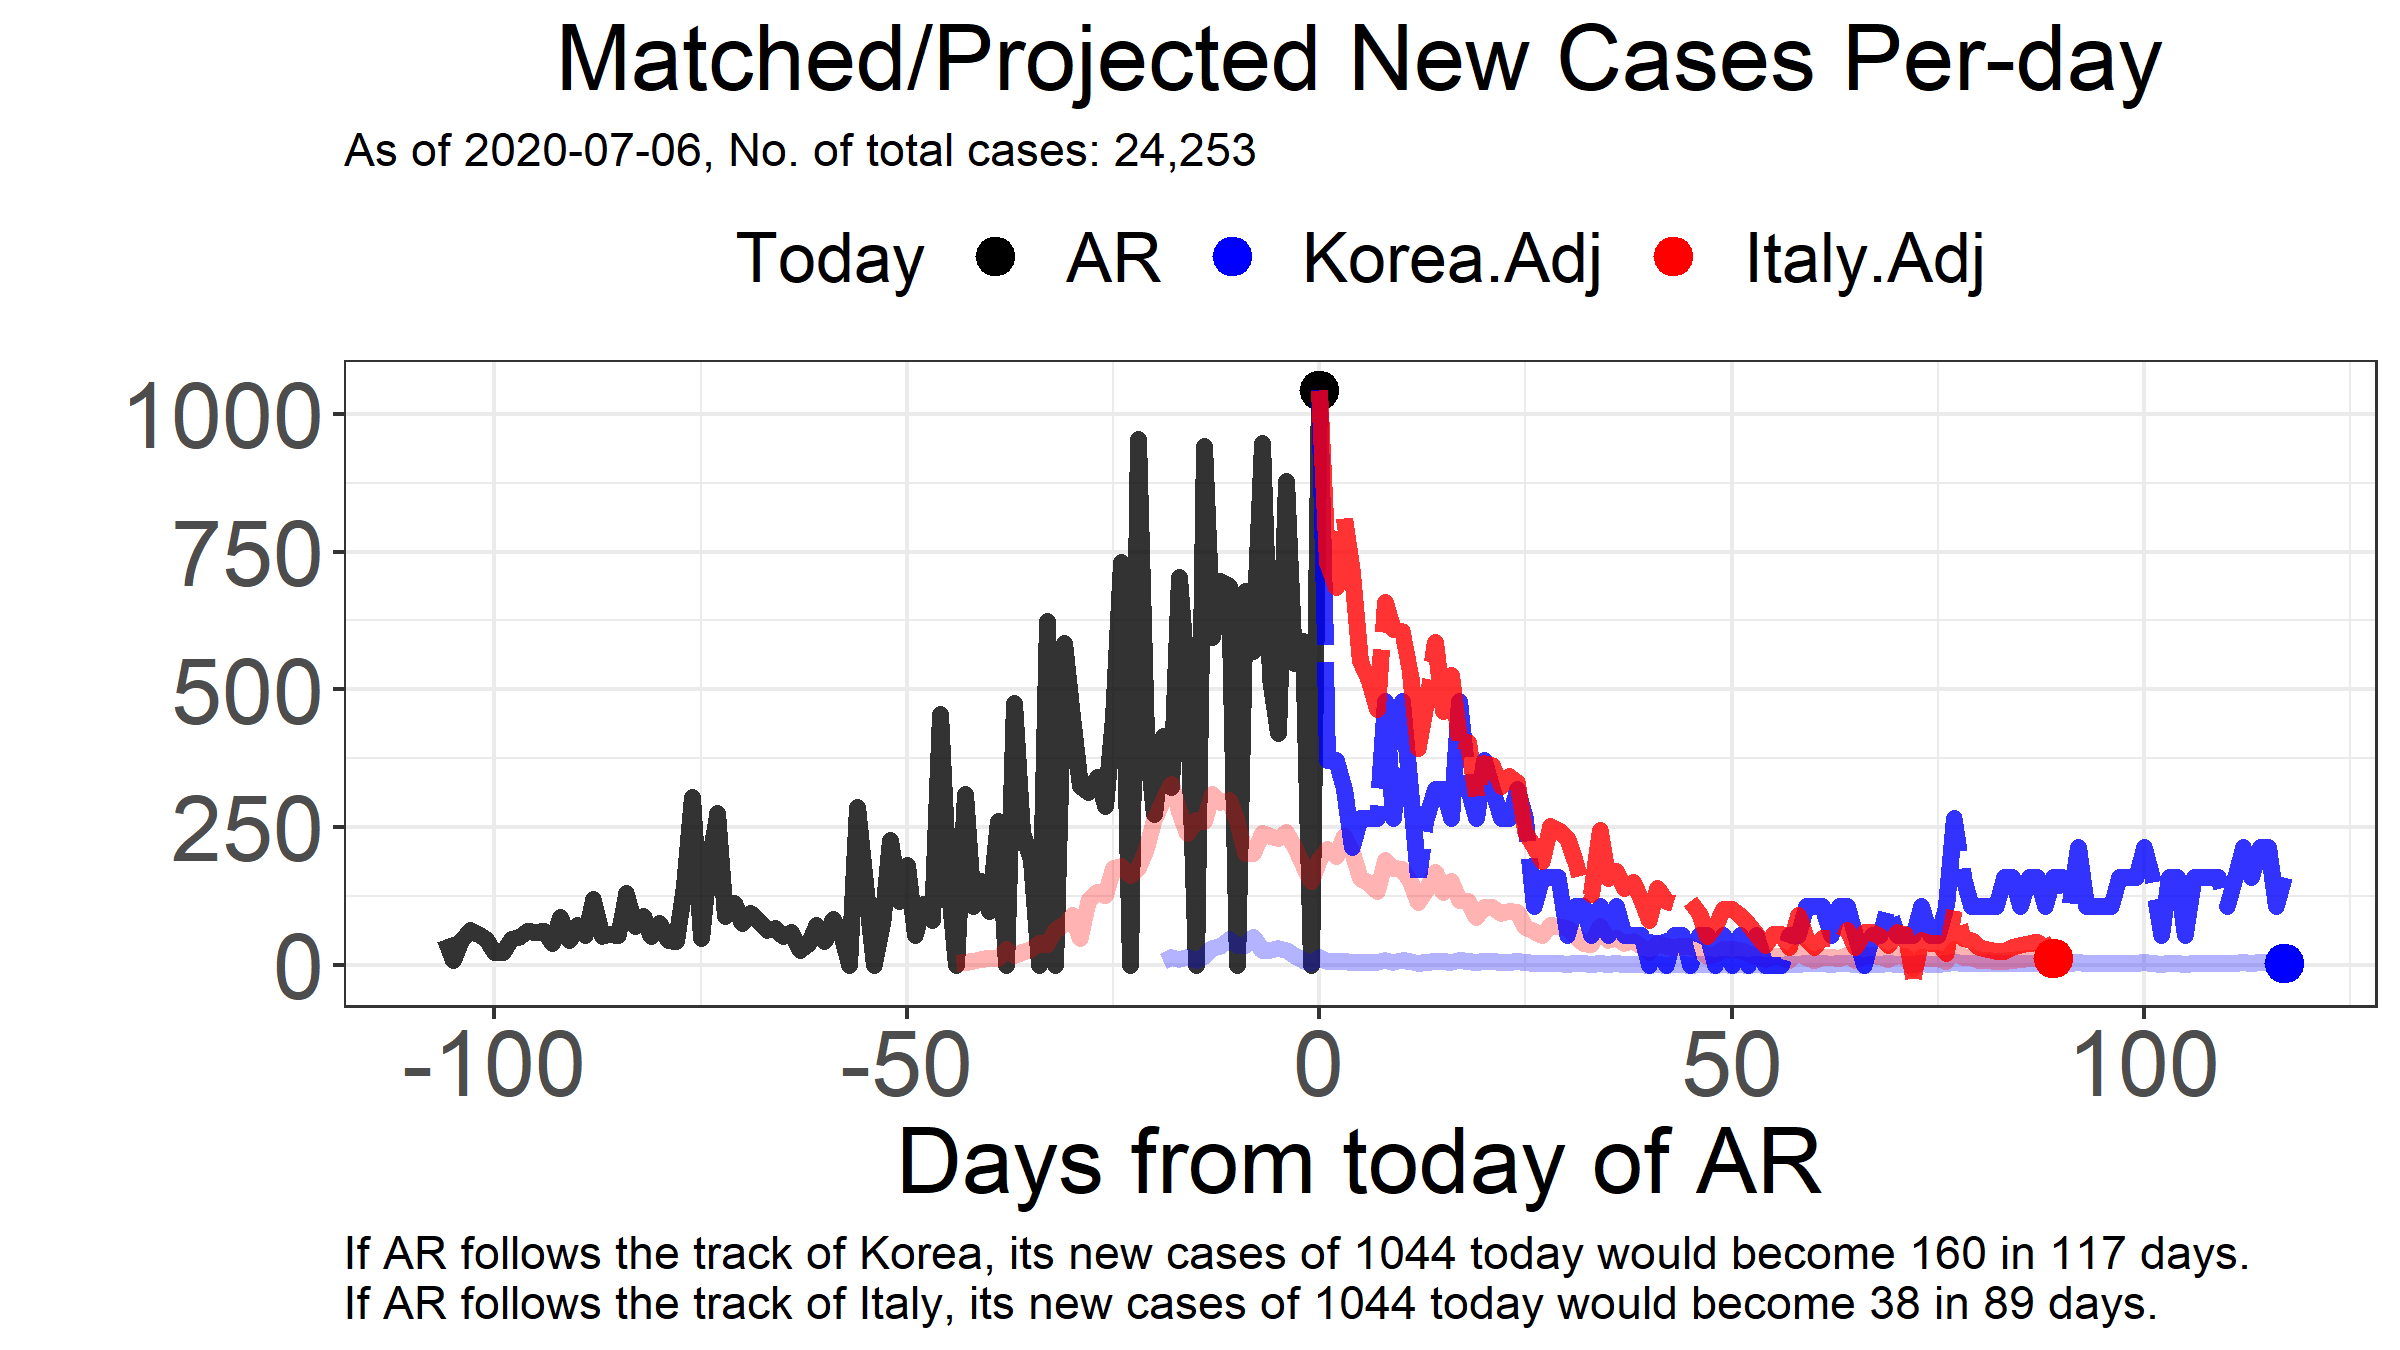 Matched/Projected New Cases Per-day
As of 2020-07-06, No. of total cases: 24,253
Today AR Korea.Adj Italy.Adj
1000
750
500
250
0
-100 -50 0 50 100
Days from today of AR
If AR follows the track of Korea, its new cases of 1044 today would become 160 in 117 days.
If AR follows the track of Italy, its new cases of 1044 today would become 38 in 89 days.